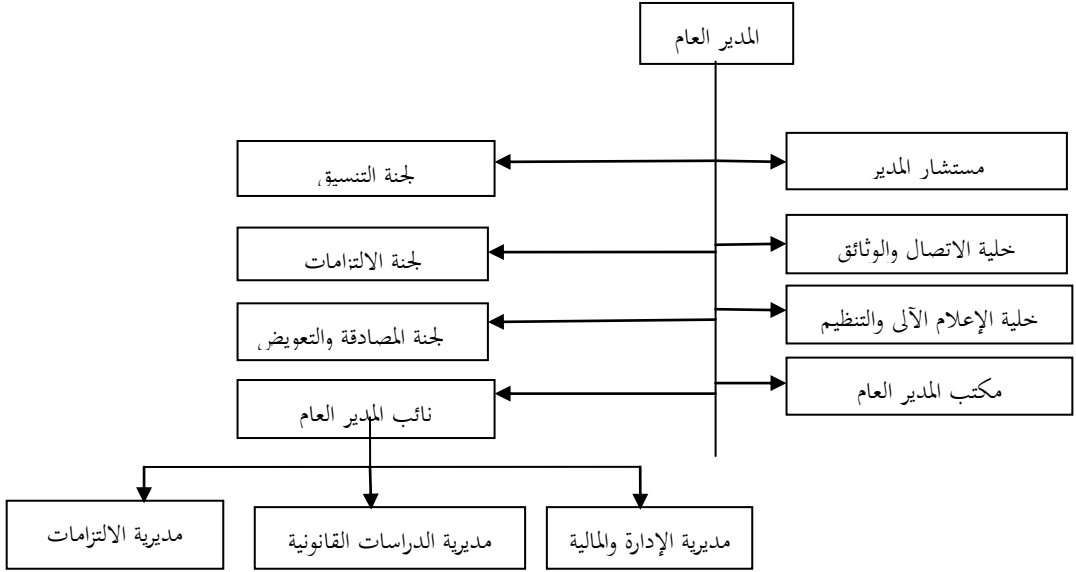 المدير العام
مستشار المدير
لجنة التنسيق
خلية الاتصال والوثائق
لجنة الالتزامات
خلية الإعلام الآلى والتنظيم
لجنة المصادقة والتعويض
مكتب المدير العام
نائب المدير العام
مديرية الإدارة والمالية
مديرية الدراسات القانونية
مديرية الالتزامات